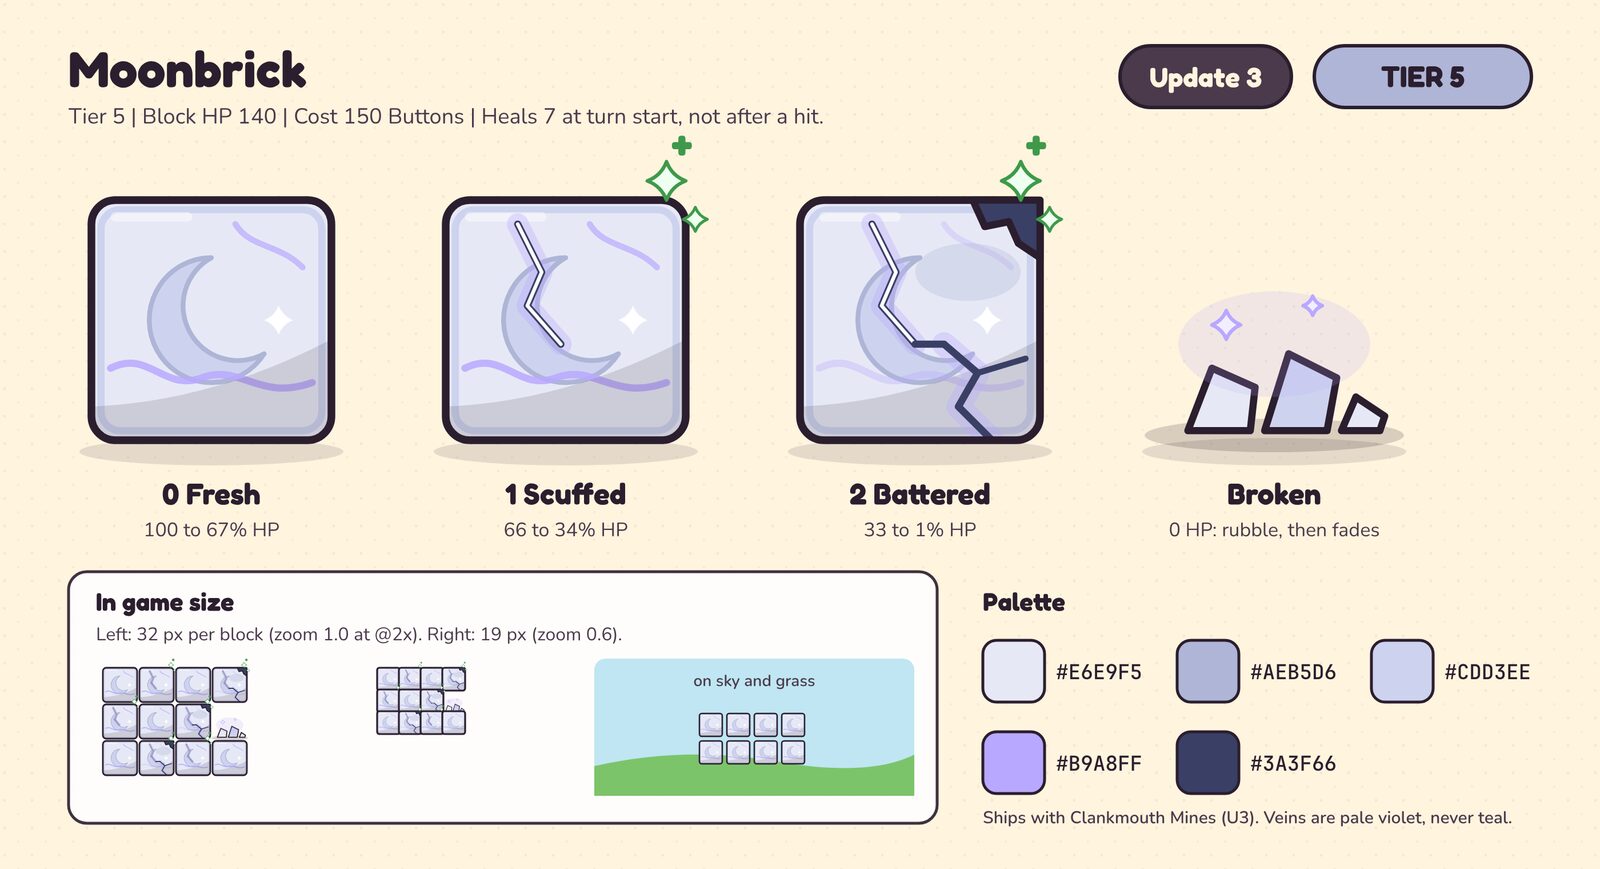 Moonbrick
Update 3
TIER 5
Tier 5 | Block HP 140 | Cost 150 Buttons | Heals 7 at turn start, not after a hit.
0 Fresh
100 to 67% HP
1 Scuffed
66 to 34% HP
2 Battered
33 to 1% HP
Broken
0 HP: rubble, then fades
In game size
Left: 32 px per block (zoom 1.0 at @2x). Right: 19 px (zoom 0.6).
on sky and grass
Palette
#E6E9F5
#AEB5D6
#CDD3EE
#B9A8FF
#3A3F66
Ships with Clankmouth Mines (U3). Veins are pale violet, never teal.